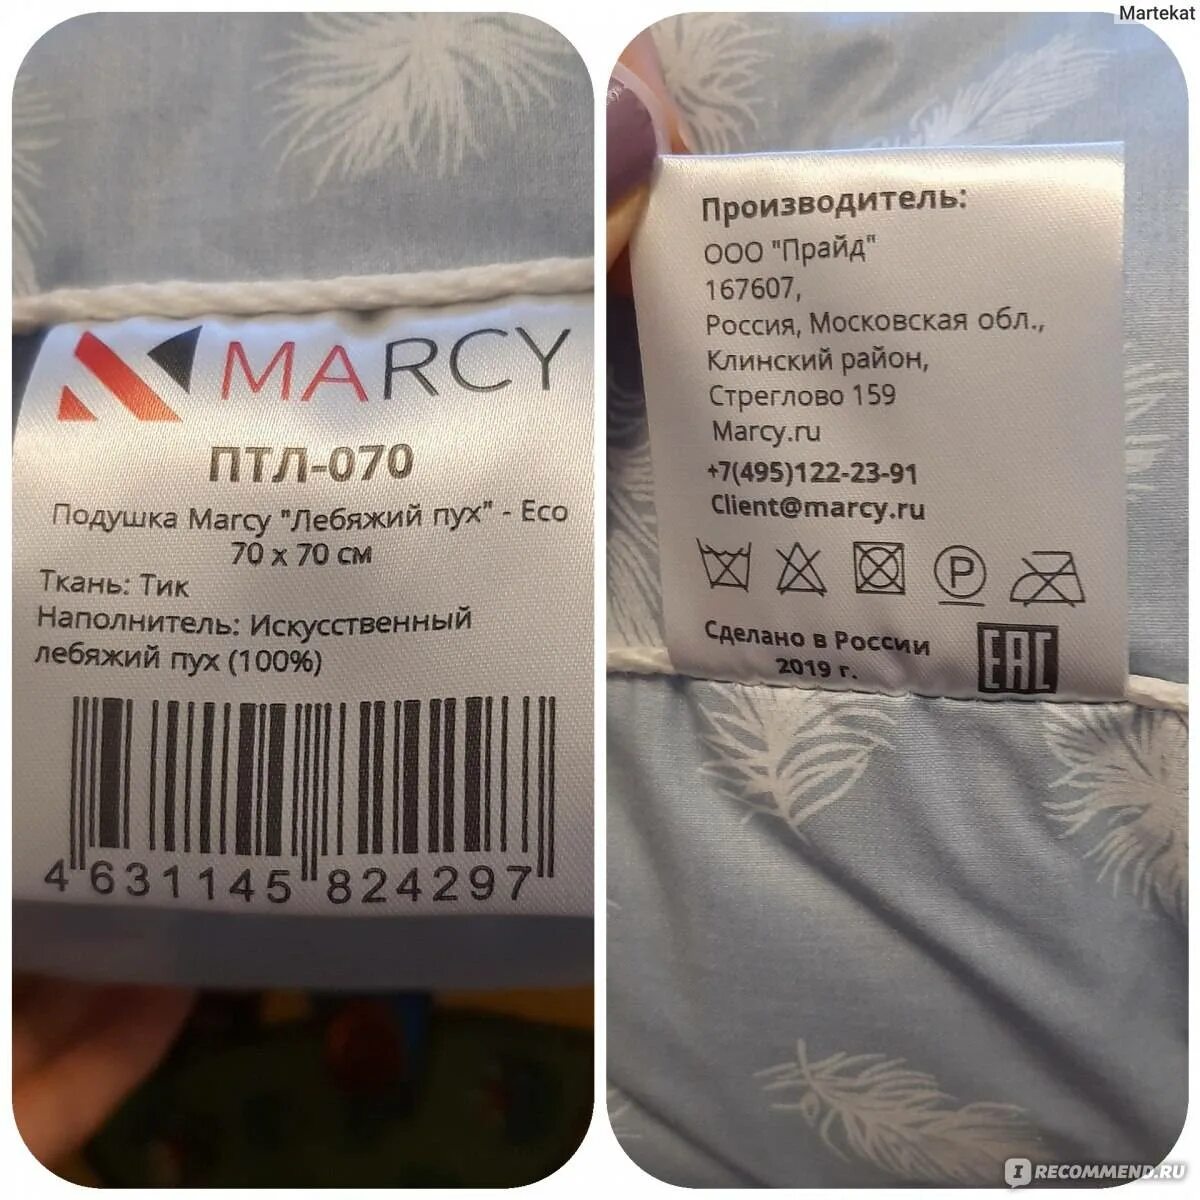 Martekat
MARCY
ПТЛ-070
Подушка Marcy "Лебяжий пух" - Eco
70 x 70 см
Ткань: Тик
Наполнитель: Искусственный
лебяжий пух (100%)
4 631145 824297
Производитель:
ООО "Прайд"
167607,
Россия, Московская обл.,
Клинский район,
Стреглово 159
Marcy.ru
+7(495)122-23-91
Client@marcy.ru
P
Сделано в России
2019 г.
EAC
IRECOMMEND.RU